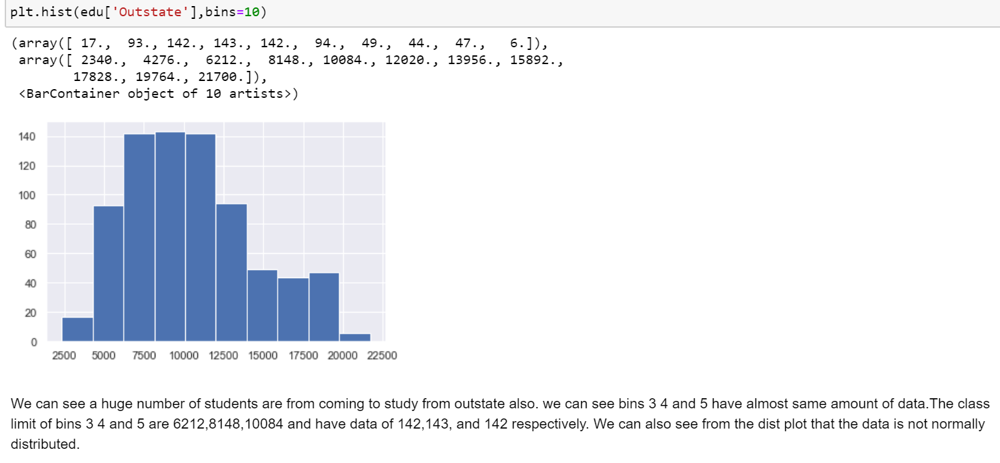 plt.hist(edu['Outstate'],bins=10)
(array([ 17.,  93., 142., 143., 142.,  94.,  49.,  44.,  47.,   6.]),
 array([ 2340.,  4276.,  6212.,  8148., 10084., 12020., 13956., 15892.,
        17828., 19764., 21700.]),
 <BarContainer object of 10 artists>)
140
120
100
80
60
40
20
0
2500 5000 7500 10000 12500 15000 17500 20000 22500
We can see a huge number of students are from coming to study from outstate also. we can see bins 3 4 and 5 have almost same amount of data.The class
limit of bins 3 4 and 5 are 6212,8148,10084 and have data of 142,143, and 142 respectively. We can also see from the dist plot that the data is not normally
distributed.